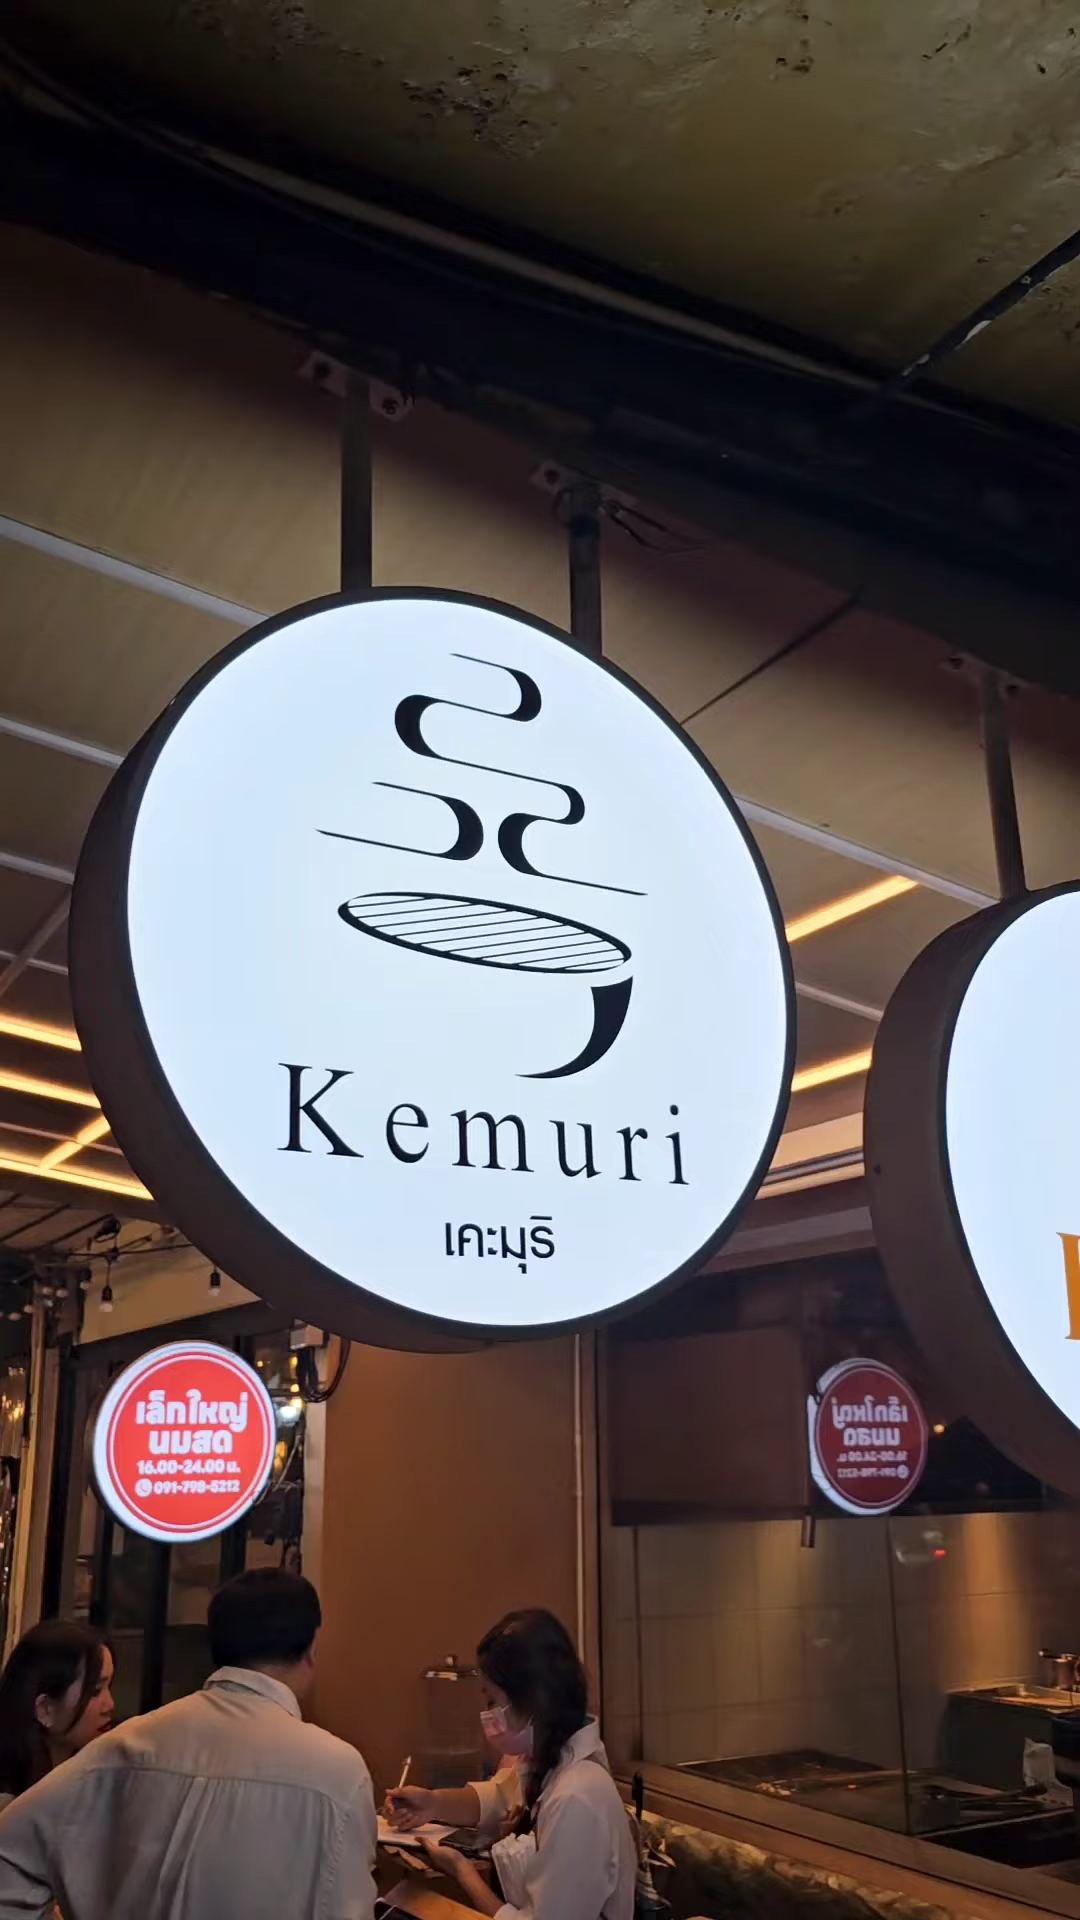 Kemuri
เคะมุริ
เล็กใหญ่
นมสด
16.00-24.00 น.
091-798-5212